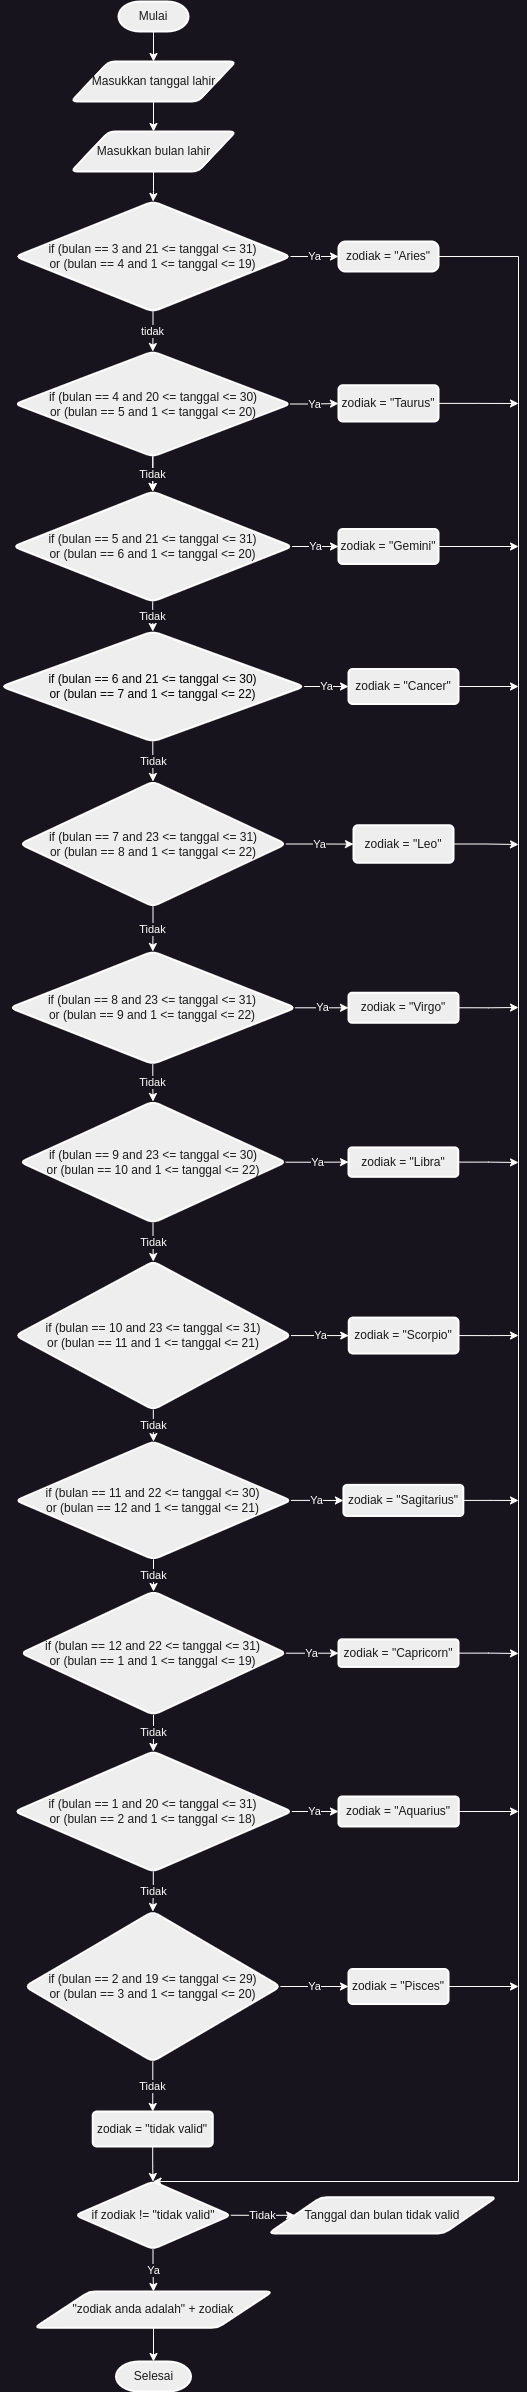 Mulai
Masukkan tanggal lahir
Masukkan bulan lahir
if (bulan == 3 and 21 <= tanggal <= 31)
or (bulan == 4 and 1 <= tanggal <= 19)
Ya
zodiak = "Aries"
tidak
if (bulan == 4 and 20 <= tanggal <= 30)
or (bulan == 5 and 1 <= tanggal <= 20)
Ya
zodiak = "Taurus"
Tidak
if (bulan == 5 and 21 <= tanggal <= 31)
or (bulan == 6 and 1 <= tanggal <= 20)
Ya
zodiak = "Gemini"
Tidak
if (bulan == 6 and 21 <= tanggal <= 30)
or (bulan == 7 and 1 <= tanggal <= 22)
Ya
zodiak = "Cancer"
Tidak
if (bulan == 7 and 23 <= tanggal <= 31)
or (bulan == 8 and 1 <= tanggal <= 22)
Ya
zodiak = "Leo"
Tidak
if (bulan == 8 and 23 <= tanggal <= 31)
or (bulan == 9 and 1 <= tanggal <= 22)
Ya
zodiak = "Virgo"
Tidak
if (bulan == 9 and 23 <= tanggal <= 30)
or (bulan == 10 and 1 <= tanggal <= 22)
Ya
zodiak = "Libra"
Tidak
if (bulan == 10 and 23 <= tanggal <= 31)
or (bulan == 11 and 1 <= tanggal <= 21)
Ya
zodiak = "Scorpio"
Tidak
if (bulan == 11 and 22 <= tanggal <= 30)
or (bulan == 12 and 1 <= tanggal <= 21)
Ya
zodiak = "Sagitarius"
Tidak
if (bulan == 12 and 22 <= tanggal <= 31)
or (bulan == 1 and 1 <= tanggal <= 19)
Ya
zodiak = "Capricorn"
Tidak
if (bulan == 1 and 20 <= tanggal <= 31)
or (bulan == 2 and 1 <= tanggal <= 18)
Ya
zodiak = "Aquarius"
Tidak
if (bulan == 2 and 19 <= tanggal <= 29)
or (bulan == 3 and 1 <= tanggal <= 20)
Ya
zodiak = "Pisces"
Tidak
zodiak = "tidak valid"
if zodiak != "tidak valid"
Tidak
Tanggal dan bulan tidak valid
Ya
"zodiak anda adalah" + zodiak
Selesai